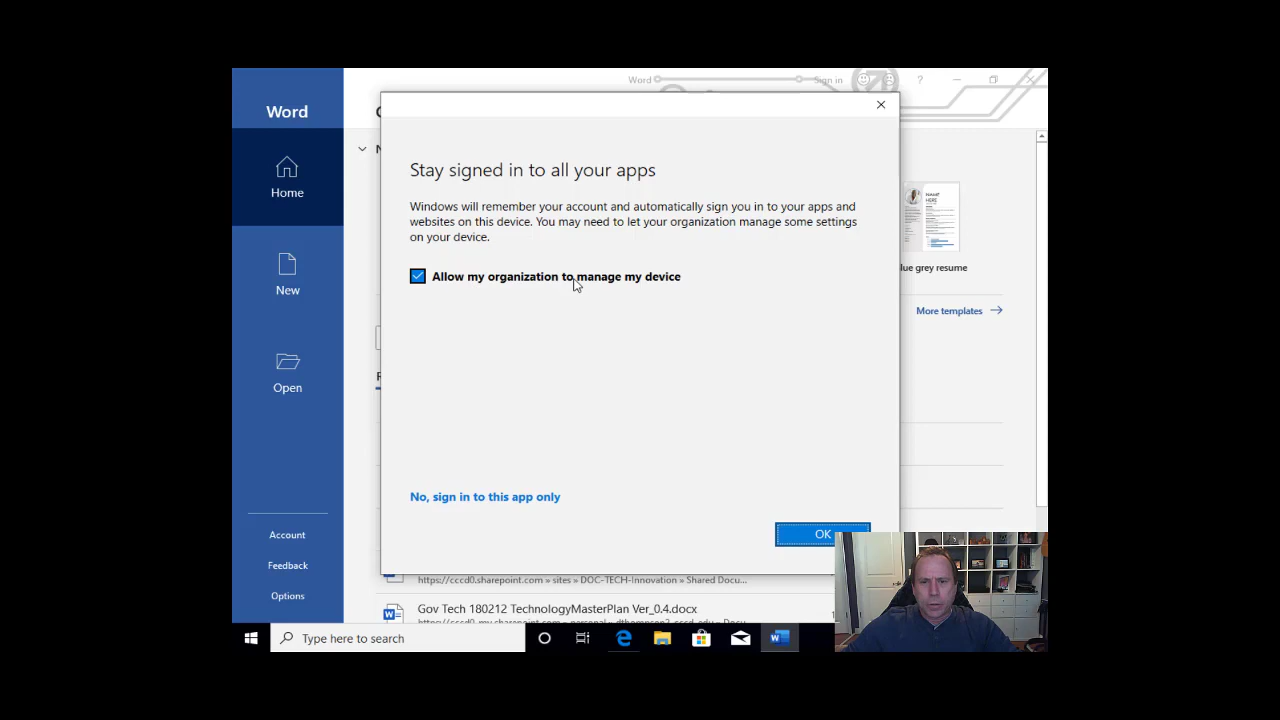 Word
Sign in
?
Word
Home
New
Open
Account
Feedback
Options
Stay signed in to all your apps
Windows will remember your account and automatically sign you in to your apps and
websites on this device. You may need to let your organization manage some settings
on your device.
Allow my organization to manage my device
No, sign in to this app only
OK
NAME
HERE
lue grey resume
More templates
https://cccd0.sharepoint.com » sites » DOC-TECH-Innovation » Shared Docu...
Gov Tech 180212 TechnologyMasterPlan Ver_0.4.docx
Type here to search